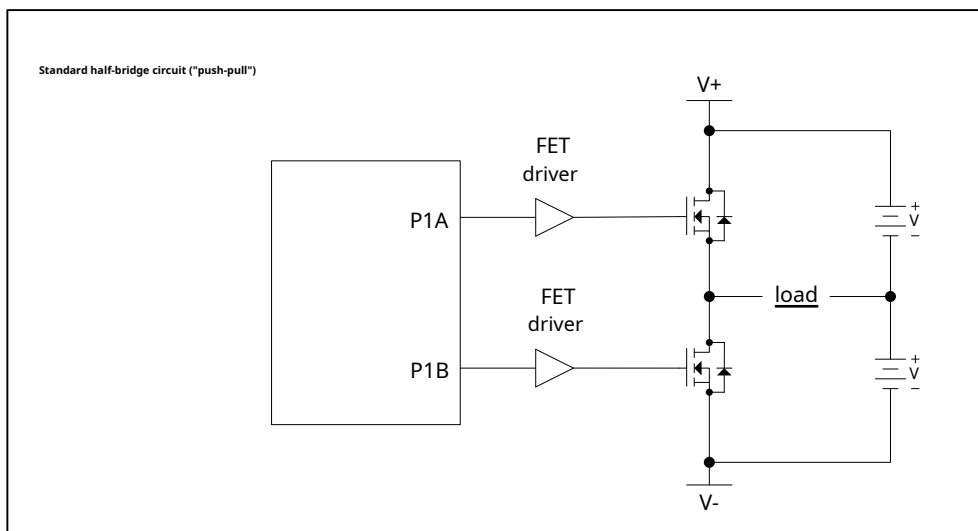 Standard half-bridge circuit ("push-pull")
V+
FET
driver
P1A
+
V
−
load
FET
driver
P1B
+
V
−
V-